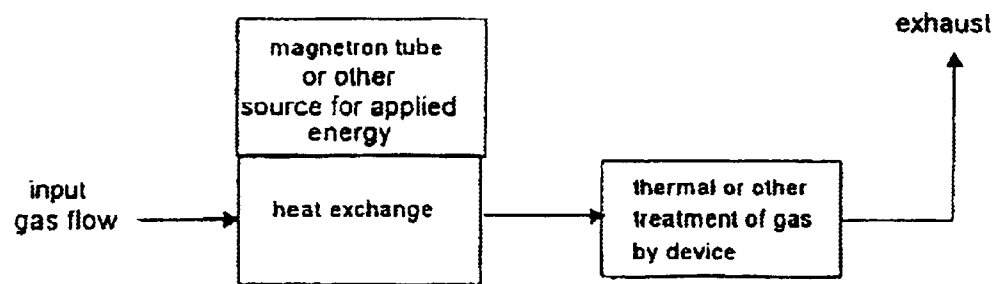 exhaust
magnetron tube
or other
source for applied
energy
input
gas flow
heat exchange
thermal or other
treatment of gas
by device